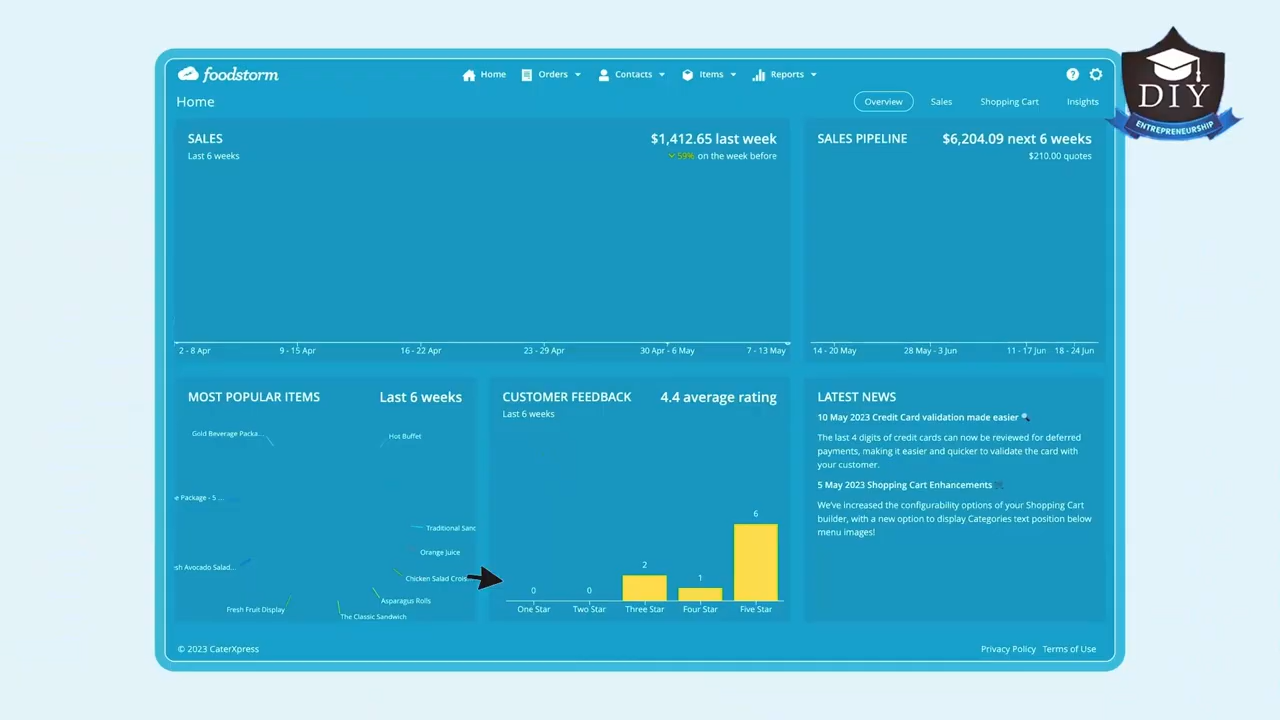 foodstorm
Home
Orders
Contacts
Items
Reports
?
DIY
ENTREPRENEURSHIP
Home
Overview
Sales
Shopping Cart
Insights
SALES
$1,412.65 last week
Last 6 weeks
59% on the week before
SALES PIPELINE
$6,204.09 next 6 weeks
$210.00 quotes
2 - 8 Apr
9 - 15 Apr
16 - 22 Apr
23 - 29 Apr
30 Apr - 6 May
7 - 13 May
14 - 20 May
28 May - 3 Jun
11 - 17 Jun
18 - 24 Jun
MOST POPULAR ITEMS
Last 6 weeks
Gold Beverage Packa...
Hot Buffet
e Package - 5 ...
Traditional Sand
Orange Juice
sh Avocado Salad...
Chicken Salad Crois...
Asparagus Rolls
Fresh Fruit Display
The Classic Sandwich
CUSTOMER FEEDBACK
4.4 average rating
Last 6 weeks
0
0
2
1
6
One Star
Two Star
Three Star
Four Star
Five Star
LATEST NEWS
10 May 2023 Credit Card validation made easier
The last 4 digits of credit cards can now be reviewed for deferred
payments, making it easier and quicker to validate the card with
your customer.
5 May 2023 Shopping Cart Enhancements
We've increased the configurability options of your Shopping Cart
builder, with a new option to display Categories text position below
menu images!
© 2023 CaterXpress
Privacy Policy
Terms of Use